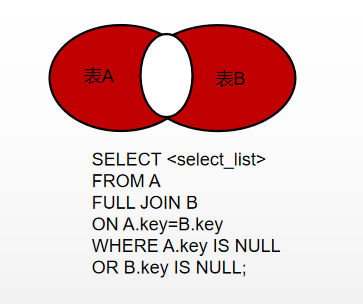 表A 表B
SELECT <select_list>
FROM A
FULL JOIN B
ON A.key=B.key
WHERE A.key IS NULL
OR B.key IS NULL;